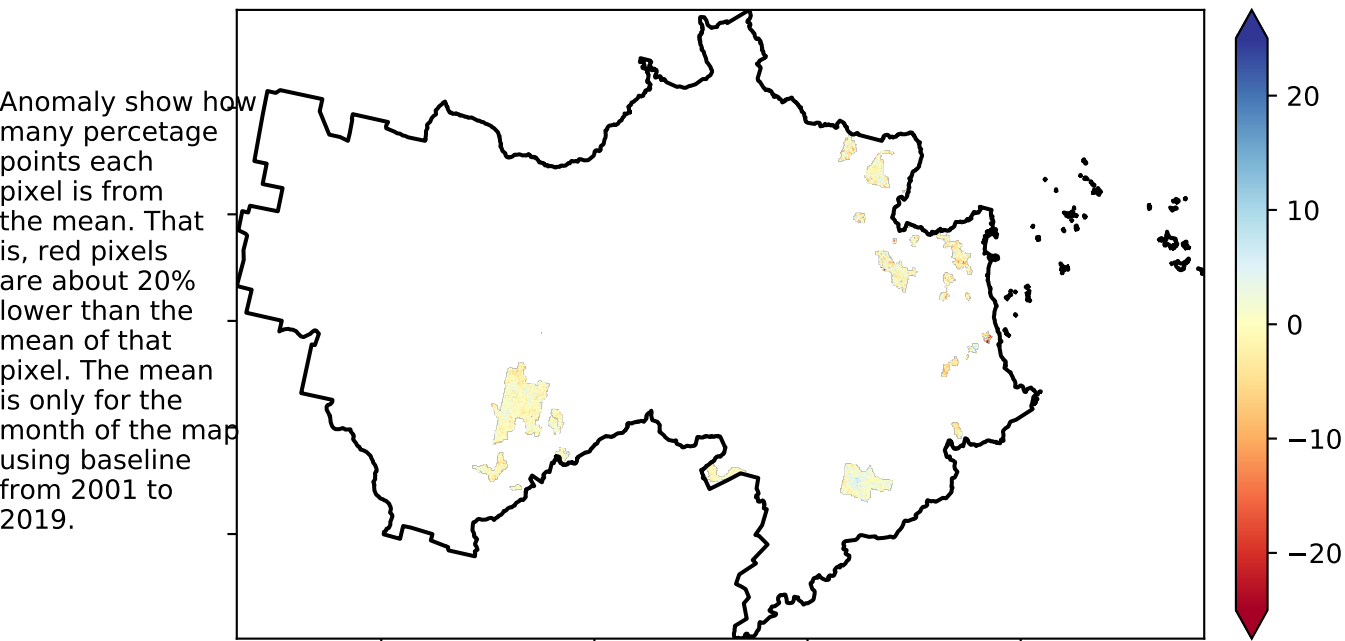 Anomaly show how
many percetage
points each
pixel is from
the mean. That
is, red pixels
are about 20%
lower than the
mean of that
pixel. The mean
is only for the
month of the map
using baseline
from 2001 to
2019.
20
10
0
−10
−20